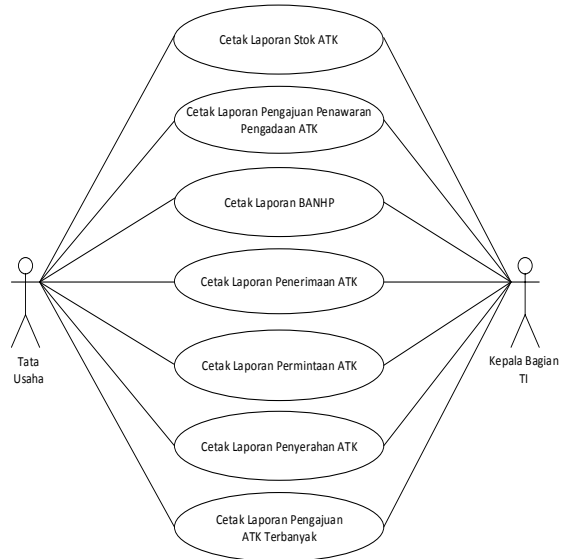 Cetak Laporan Stok ATK
Cetak Laporan Pengajuan Penawaran
Pengadaan ATK
Cetak Laporan BANHP
Cetak Laporan Penerimaan ATK
Tata
Usaha
Kepala Bagian
TI
Cetak Laporan Permintaan ATK
Cetak Laporan Penyerahan ATK
Cetak Laporan Pengajuan
ATK Terbanyak